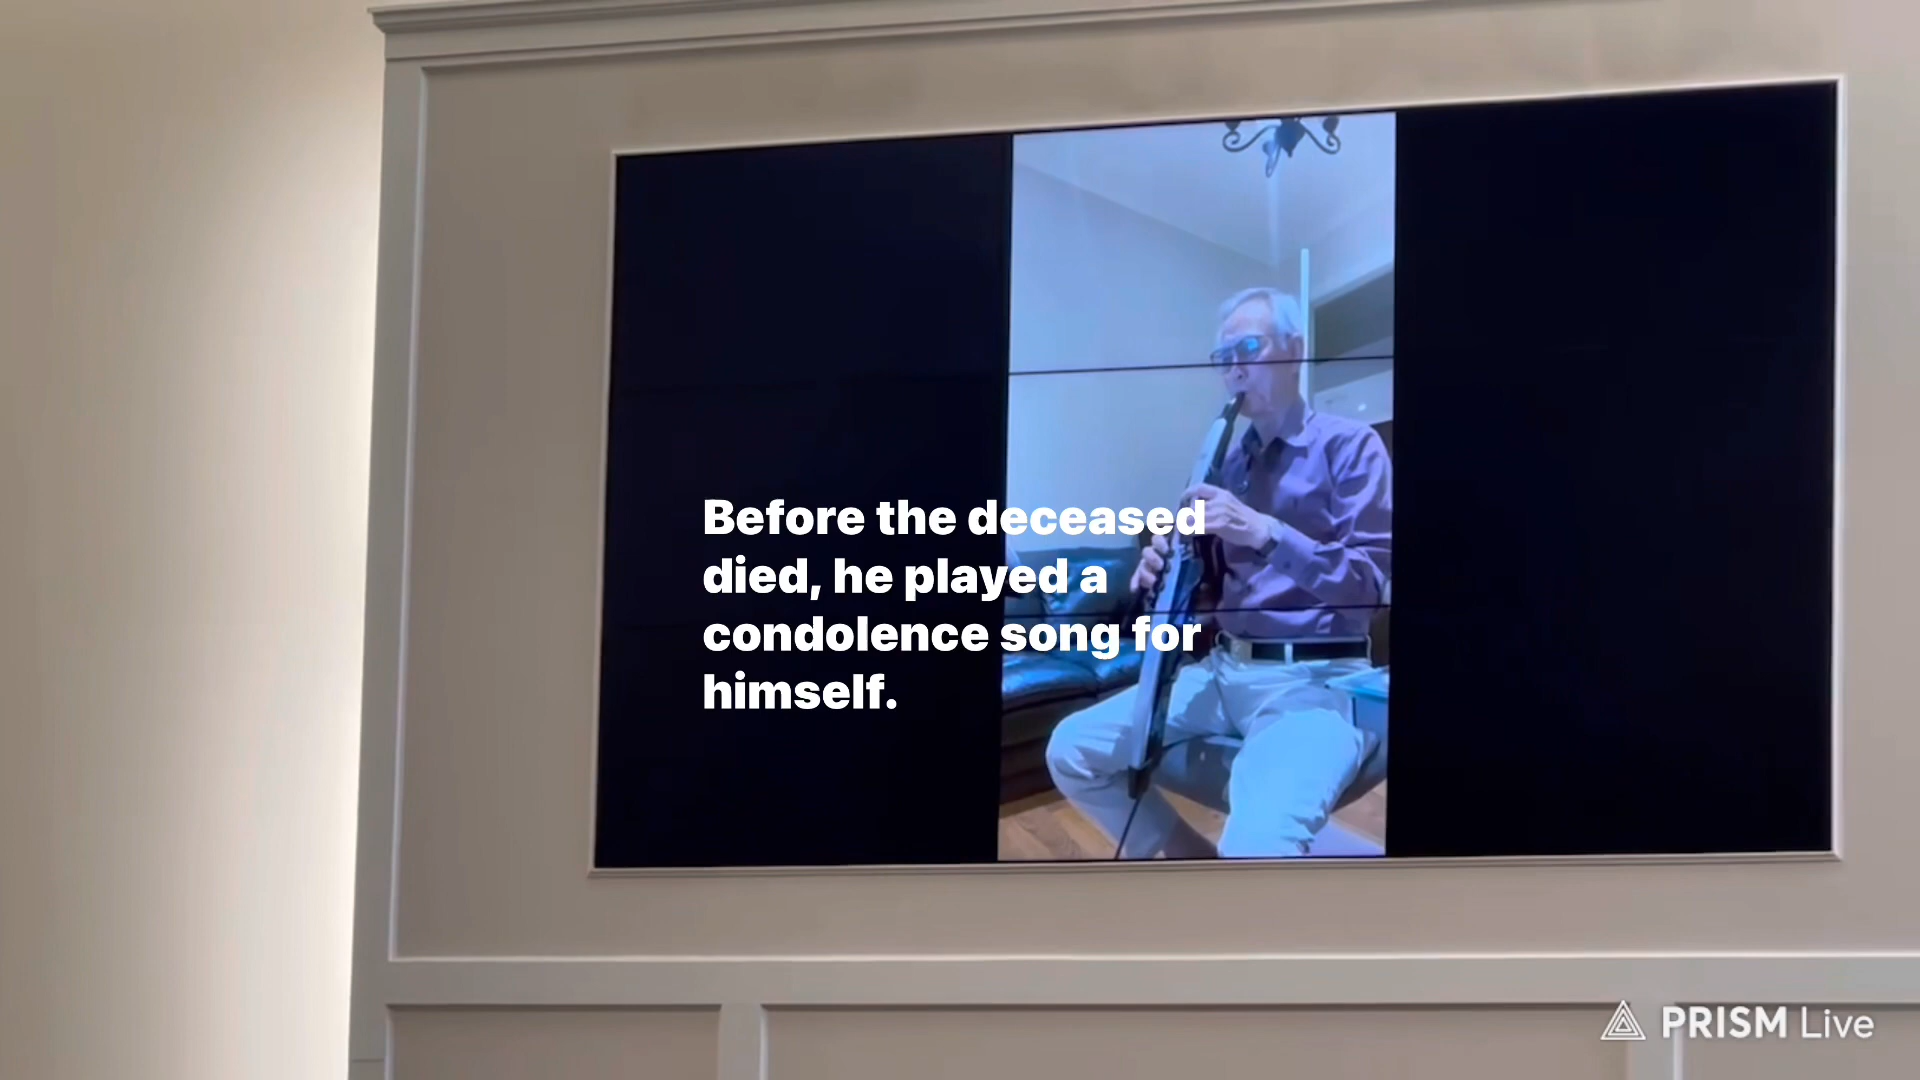 Before the deceased
died, he played a
condolence song for
himself.
PRISM Live